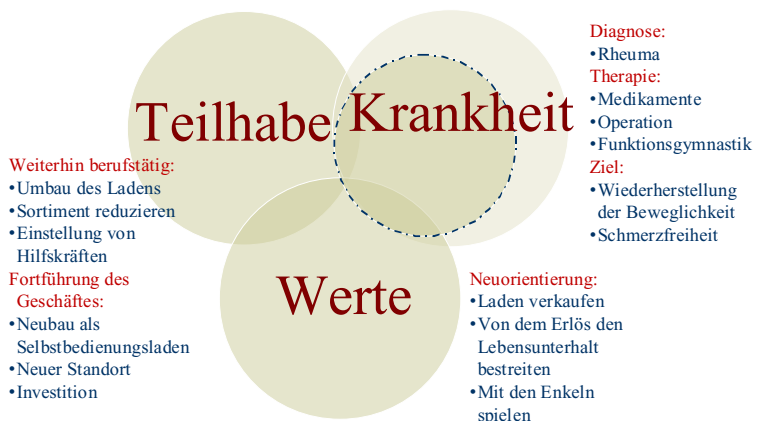 Teilhabe
Krankheit
Werte
Diagnose:
•Rheuma
Therapie:
•Medikamente
•Operation
•Funktionsgymnastik
Ziel:
•Wiederherstellung
der Beweglichkeit
•Schmerzfreiheit
Weiterhin berufstätig:
•Umbau des Ladens
•Sortiment reduzieren
•Einstellung von
Hilfskräften
Fortführung des
Geschäftes:
•Neubau als
Selbstbedienungsladen
•Neuer Standort
•Investition
Neuorientierung:
•Laden verkaufen
•Von dem Erlös den
Lebensunterhalt
bestreiten
•Mit den Enkeln
spielen